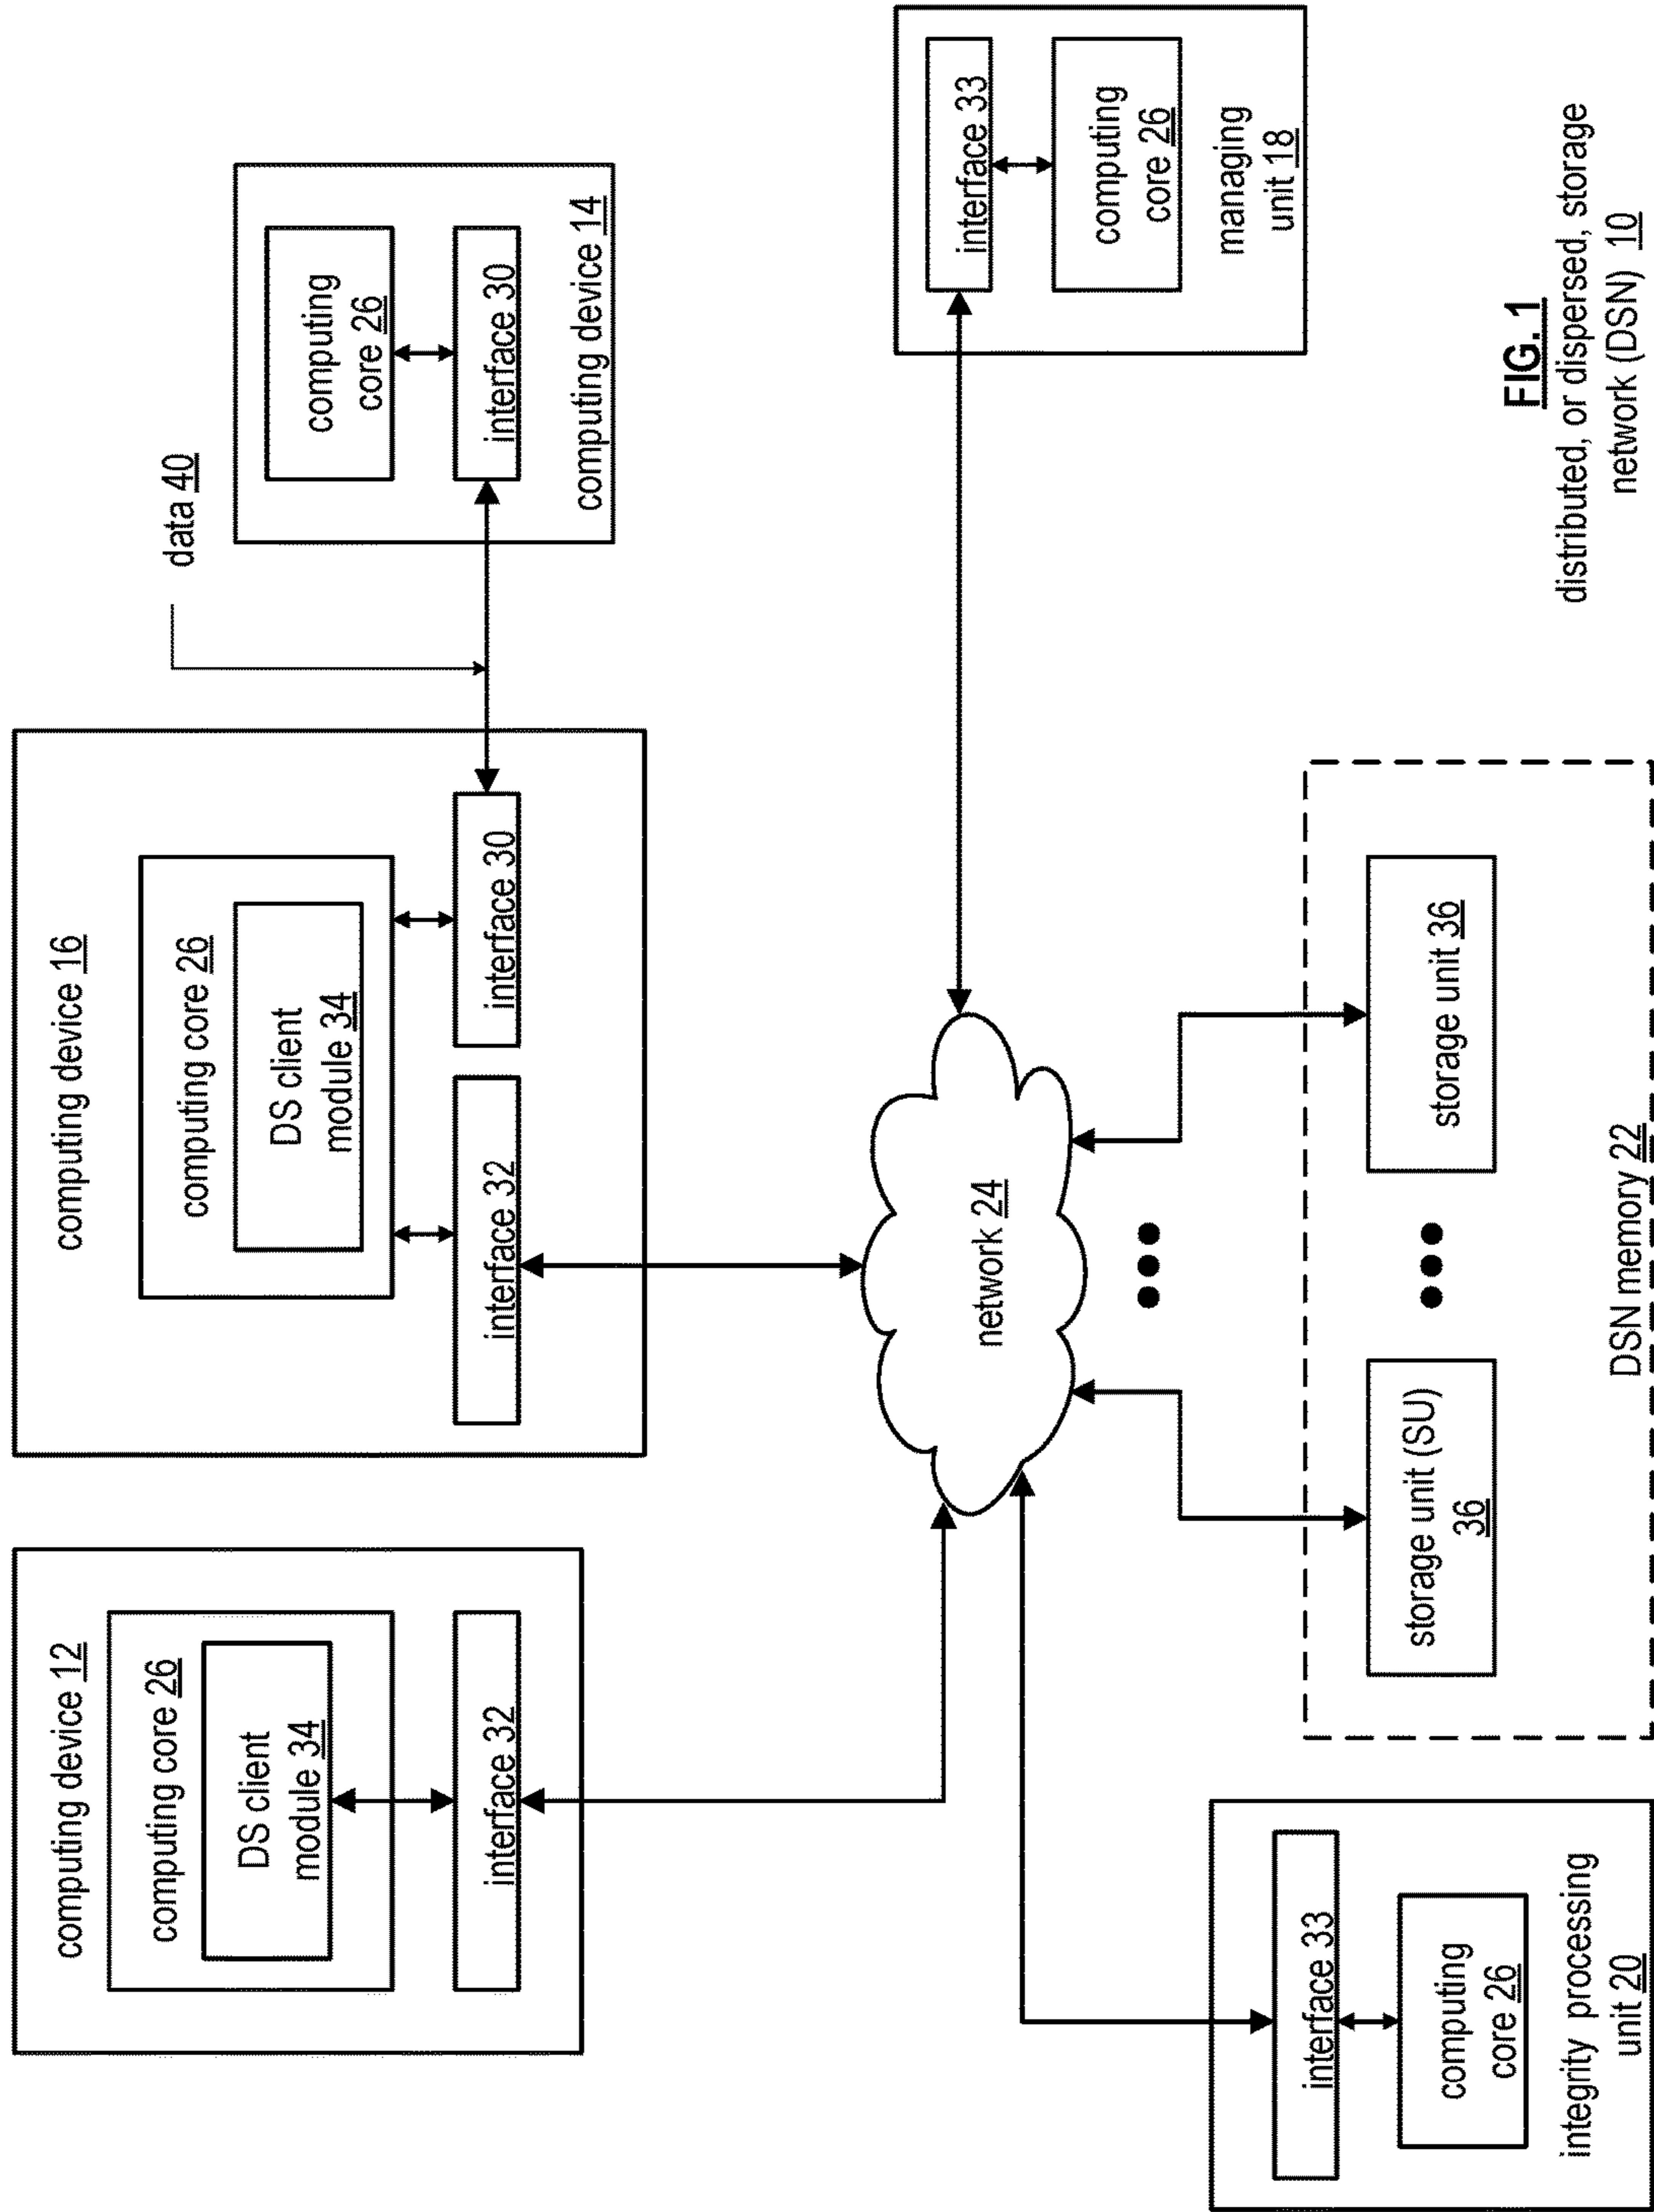 computing device 12
computing core 26
DS client
module 34
interface 32
computing device 16
computing core 26
DS client
module 34
interface 32
interface 30
data 40
computing
core 26
interface 30
computing device 14
network 24
interface 33
computing
core 26
managing
unit 18
interface 33
computing
core 26
integrity processing
unit 20
storage unit (SU)
36
storage unit 36
DSN memory 22
FIG. 1
distributed, or dispersed, storage
network (DSN) 10